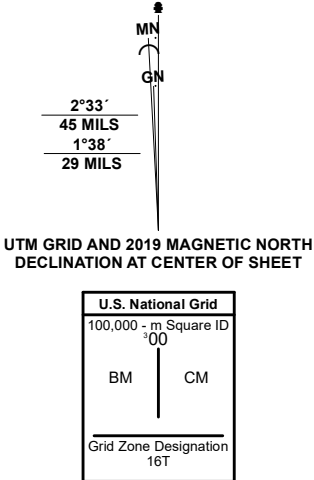 MN
GN
2°33´
45 MILS
1°38´
29 MILS
UTM GRID AND 2019 MAGNETIC NORTH
DECLINATION AT CENTER OF SHEET
U.S. National Grid
100,000 - m Square ID
³00
BM CM
Grid Zone Designation
16T